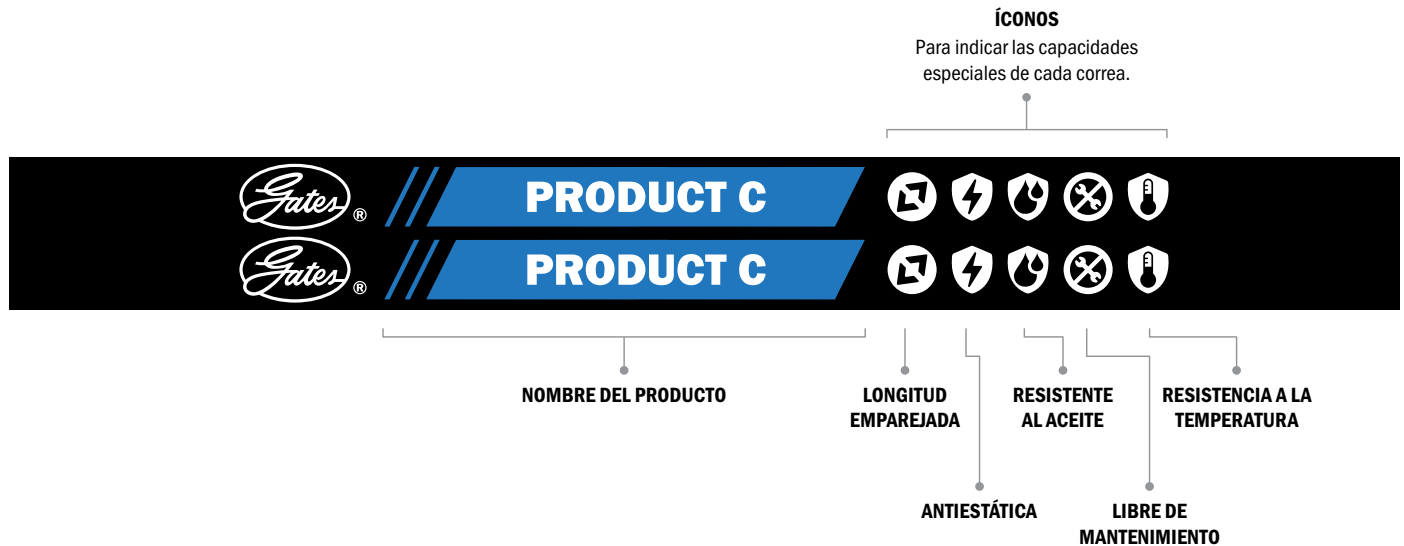 ÍCONOS
Para indicar las capacidades
especiales de cada correa.
Gates ® PRODUCT C
Gates ® PRODUCT C
NOMBRE DEL PRODUCTO
LONGITUD
EMPAREJADA
RESISTENTE
AL ACEITE
RESISTENCIA A LA
TEMPERATURA
ANTIESTÁTICA
LIBRE DE
MANTENIMIENTO